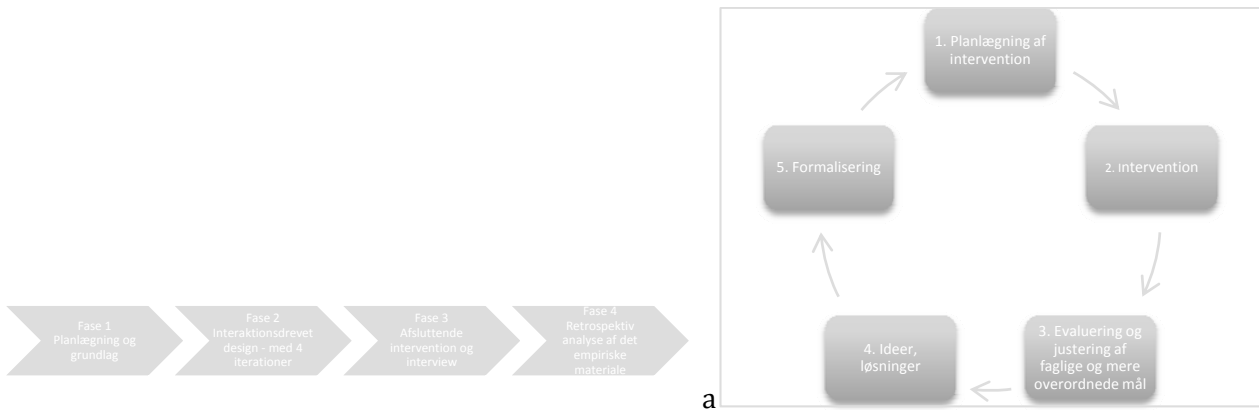 Fase 1
Planlægning og
grundlag
Fase 2
Interaktionsdrevet
design - med 4
iterationer
Fase 3
Afsluttende
intervention og
interview
Fase 4
Retrospektiv
analyse af det
empiriske
materiale
a
1. Planlægning af
intervention
2. Intervention
3. Evaluering og
justering af
faglige og mere
overordnede mål
4. Ideer,
løsninger
5. Formalisering